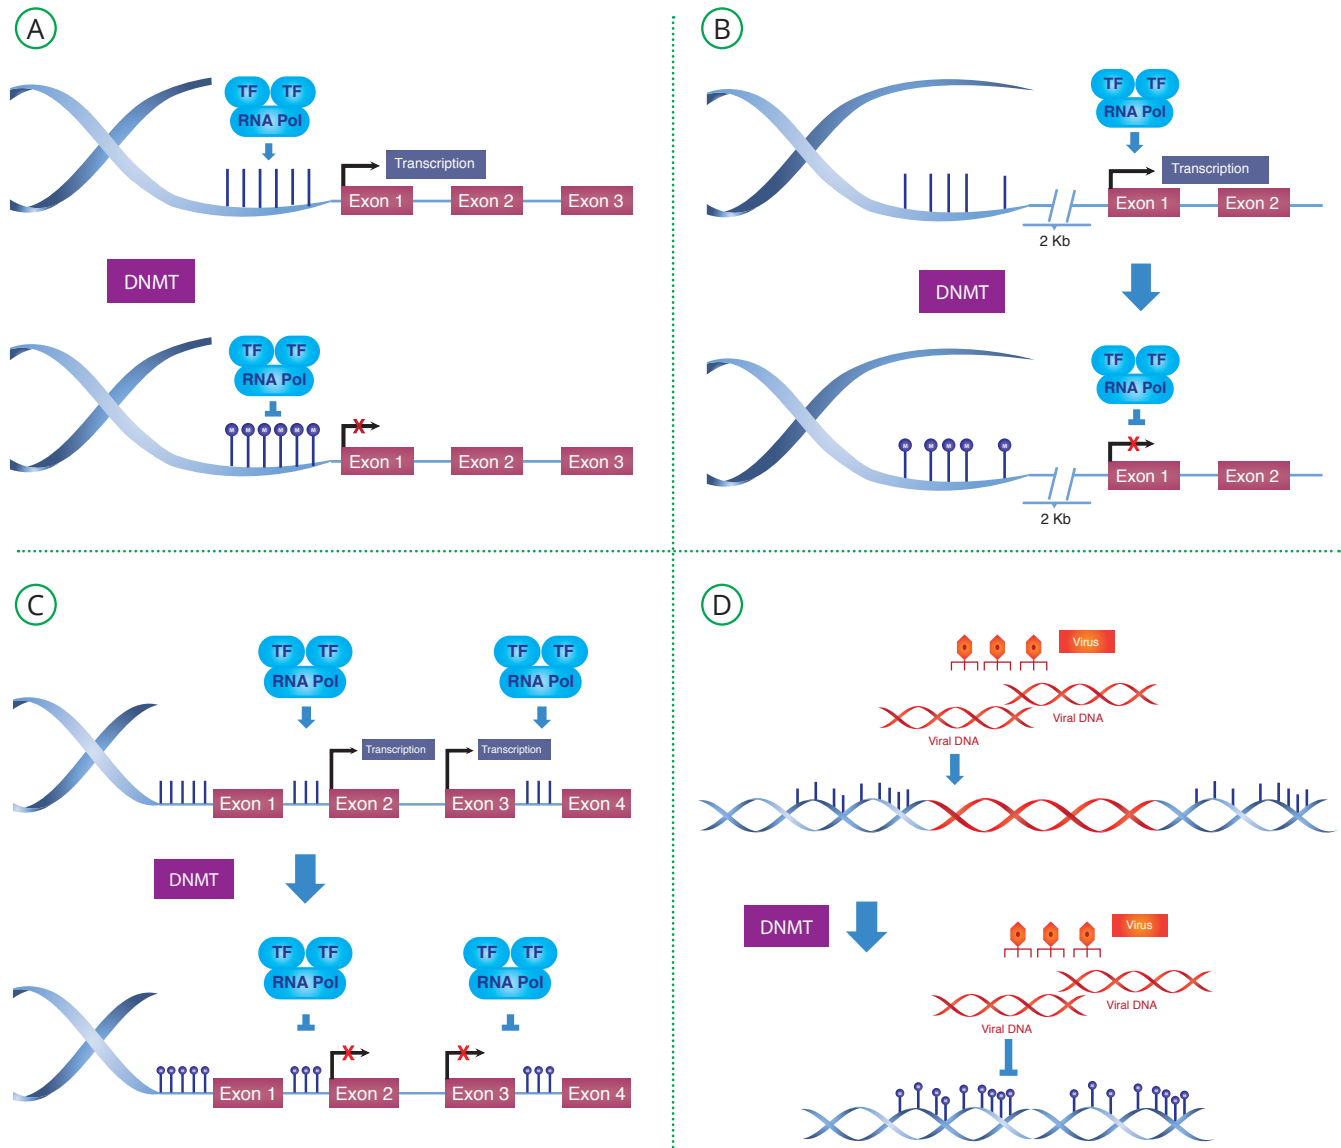 A
TF TF
RNA Pol
Transcription
Exon 1 Exon 2 Exon 3
DNMT
TF TF
RNA Pol
M M M M M M
X
Exon 1 Exon 2 Exon 3
B
TF TF
RNA Pol
Transcription
Exon 1 Exon 2
2 Kb
DNMT
TF TF
RNA Pol
M M M M M
X
Exon 1 Exon 2
2 Kb
C
TF TF TF TF
RNA Pol RNA Pol
Transcription Transcription
Exon 1 Exon 2 Exon 3 Exon 4
DNMT
TF TF TF TF
RNA Pol RNA Pol
X X
Exon 1 Exon 2 Exon 3 Exon 4
D
Virus
Viral DNA
Viral DNA
DNMT
Virus
Viral DNA
Viral DNA